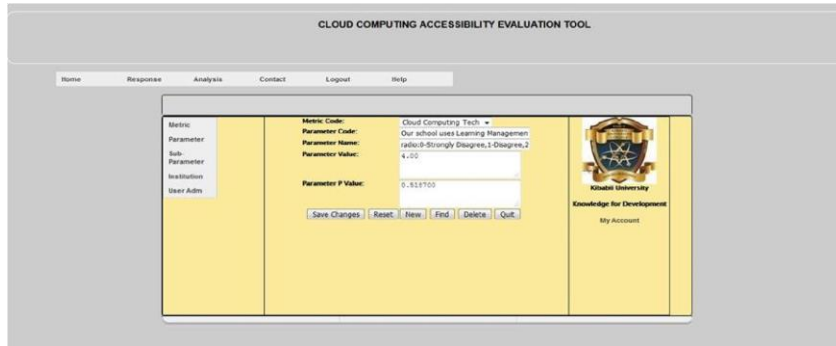 CLOUD COMPUTING ACCESSIBILITY EVALUATION TOOL
Home Response Analysis Contact Logout Help
Metric
Parameter
Sub-
Parameter
Institution
User Adm
Metric Code: Cloud Computing Tech
Parameter Code: Our school uses Learning Managemen
Parameter Name: radio:0-Strongly Disagree,1-Disagree,2
Parameter Value: 4.00
Parameter P Value: 0.518700
Save Changes Reset New Find Delete Quit
Kibabii University
Knowledge for Development
My Account